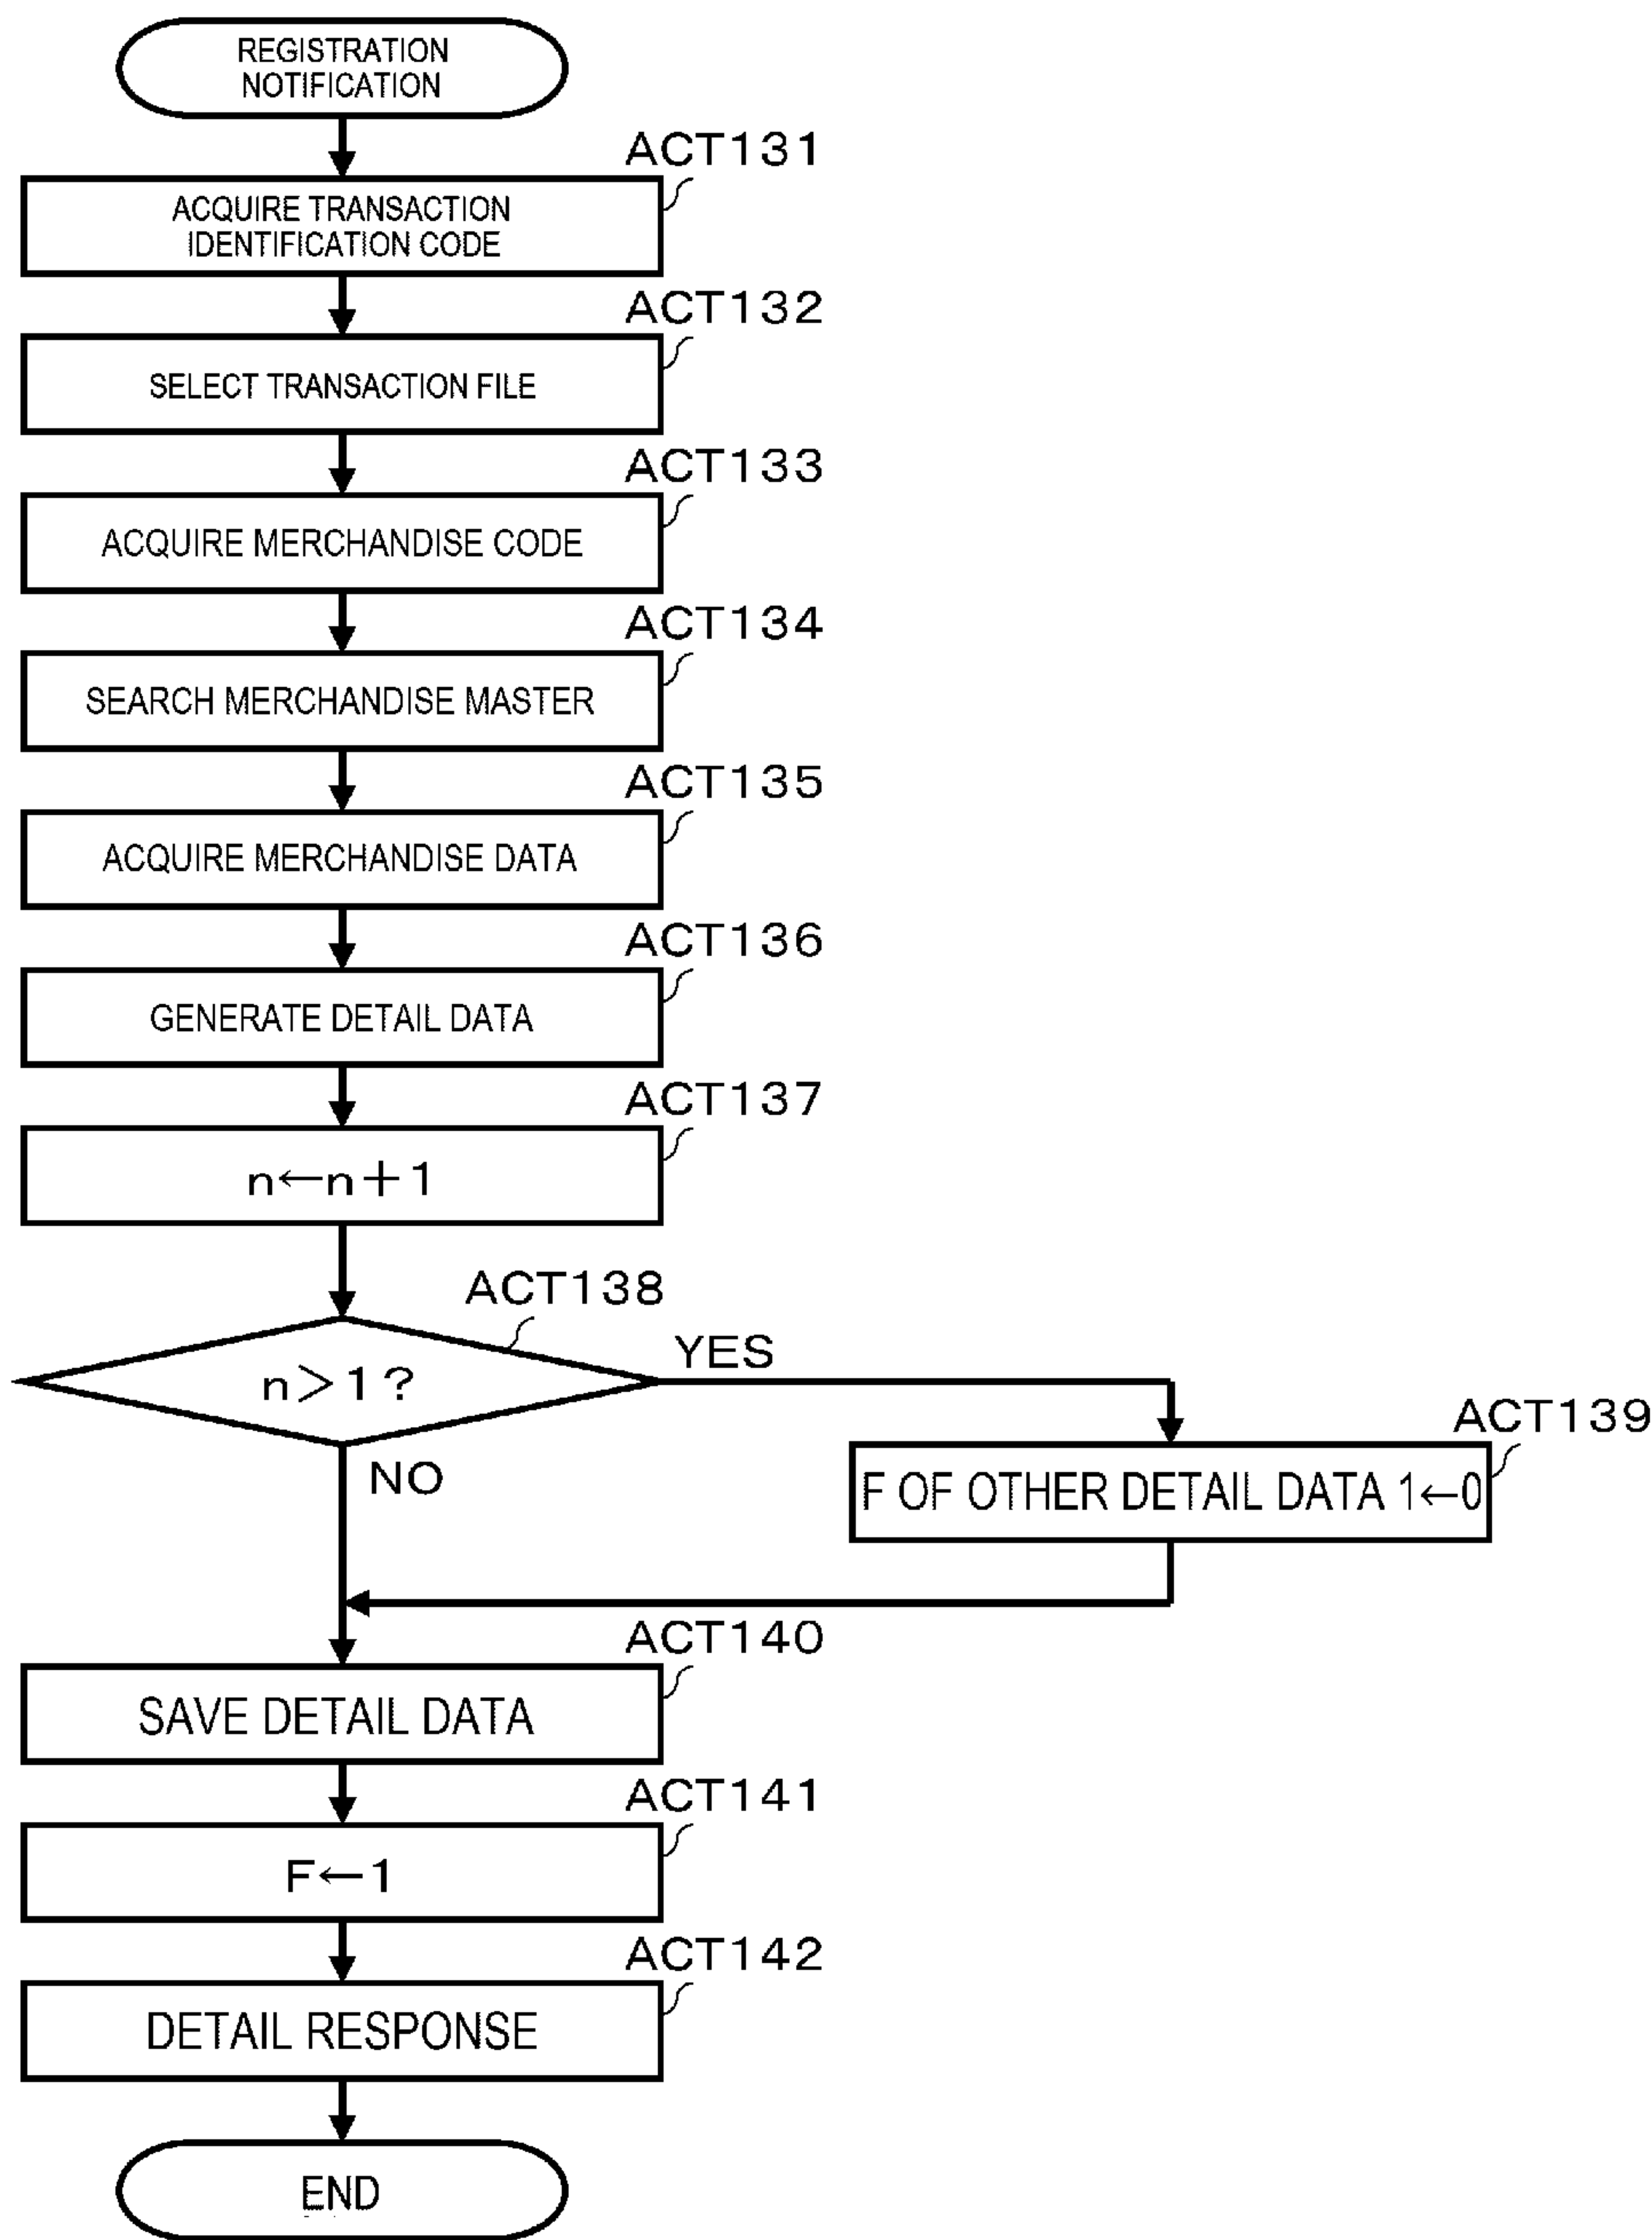 REGISTRATION
NOTIFICATION
ACT131
ACQUIRE TRANSACTION
IDENTIFICATION CODE
ACT132
SELECT TRANSACTION FILE
ACT133
ACQUIRE MERCHANDISE CODE
ACT134
SEARCH MERCHANDISE MASTER
ACT135
ACQUIRE MERCHANDISE DATA
ACT136
GENERATE DETAIL DATA
ACT137
n←n+1
ACT138
n>1?
YES
NO
ACT139
F OF OTHER DETAIL DATA 1←0
ACT140
SAVE DETAIL DATA
ACT141
F←1
ACT142
DETAIL RESPONSE
END